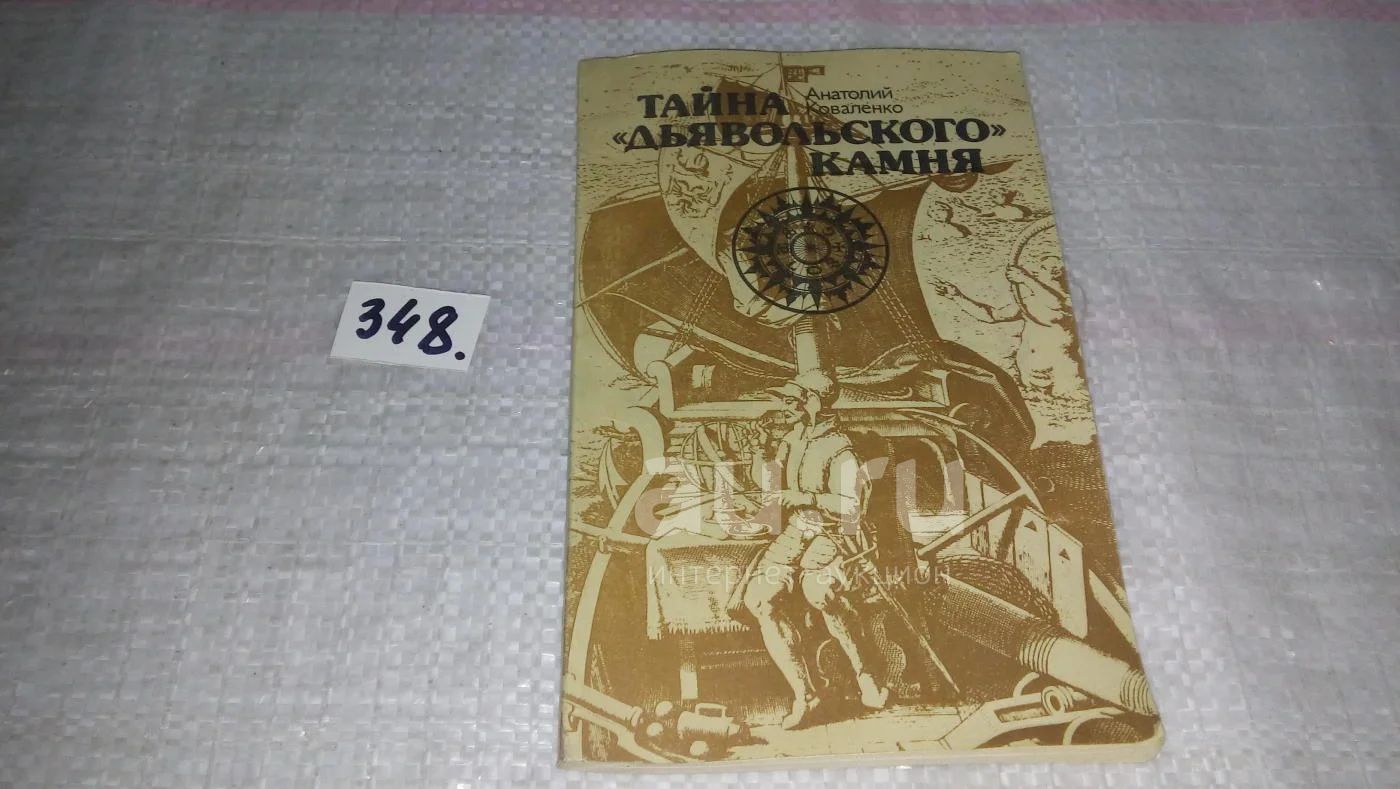 Анатолий
Коваленко
ТАЙНА
«ДЬЯВОЛЬСКОГО»
КАМНЯ
348.
au.ru
интернет-аукцион